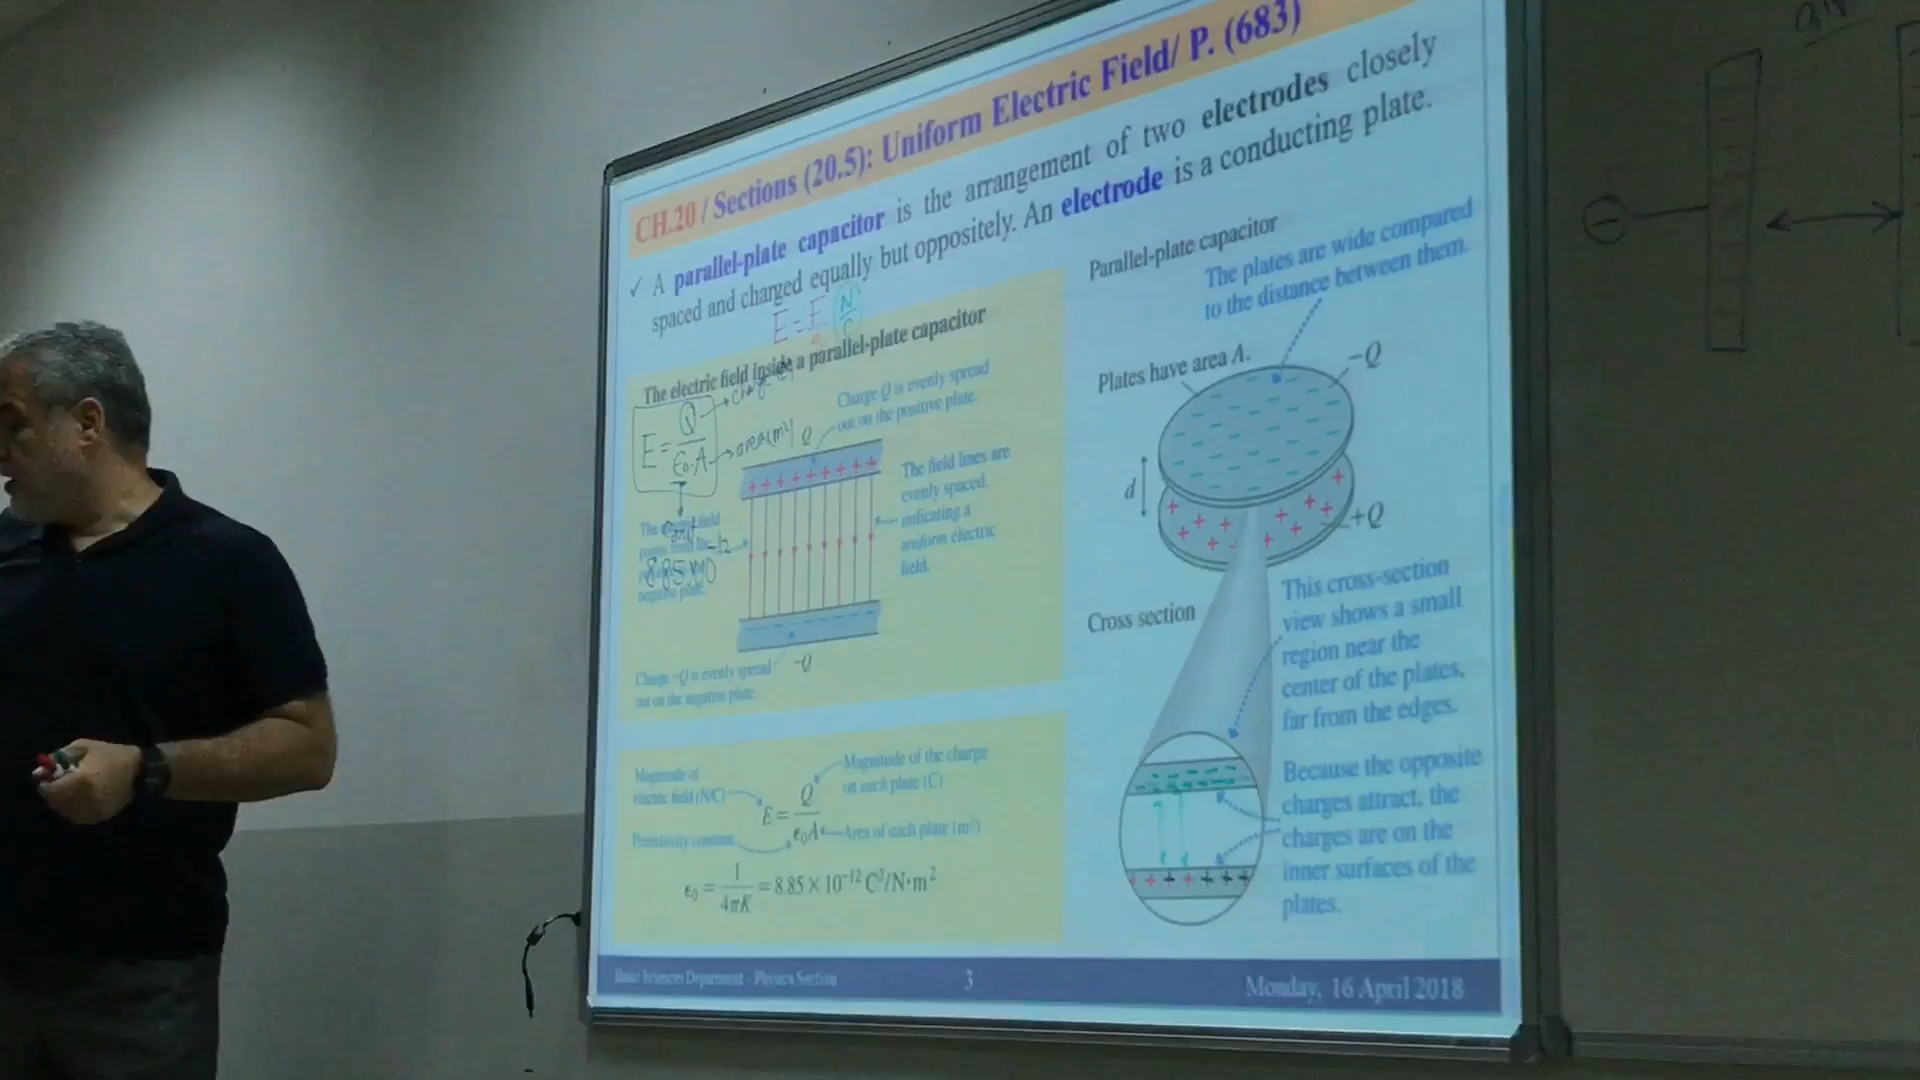 CH.20 / Sections (20.5): Uniform Electric Field/ P. (683)
✓ A parallel-plate capacitor is the arrangement of two electrodes closely
spaced and charged equally but oppositely. An electrode is a conducting plate.
E = F N/C
The electric field inside a parallel-plate capacitor
E = Q/ε₀.A
area (m²)
8.85×10⁻¹²
Charge Q is evenly spread
out on the positive plate.
Q
+ + + + + + + + +
The field lines are
evenly spaced,
indicating a
uniform electric
field.
The electric field
negative plate.
Charge -Q is evenly spread
out on the negative plate.
-Q
Magnitude of
electric field (N/C)
Permittivity constant
E = Q/ϵ₀A
Magnitude of the charge
on each plate (C)
Area of each plate (m²)
ϵ₀ = 1/4πK = 8.85 × 10⁻¹² C²/N·m²
Parallel-plate capacitor
The plates are wide compared
to the distance between them.
Plates have area A.
-Q
d
+Q
Cross section
This cross-section
view shows a small
region near the
center of the plates,
far from the edges.
Because the opposite
charges attract, the
charges are on the
inner surfaces of the
plates.
Basic Sciences Department - Physics Section
3
Monday, 16 April 2018